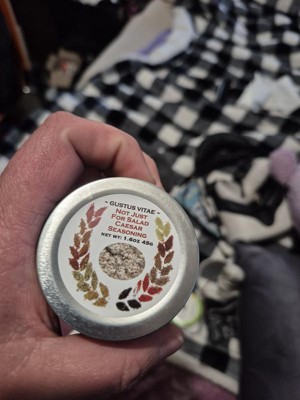 ~ GUSTUS VITAE ~
NOT JUST
FOR SALAD
CAESAR
SEASONING
NET WT: 1.6OZ 45G